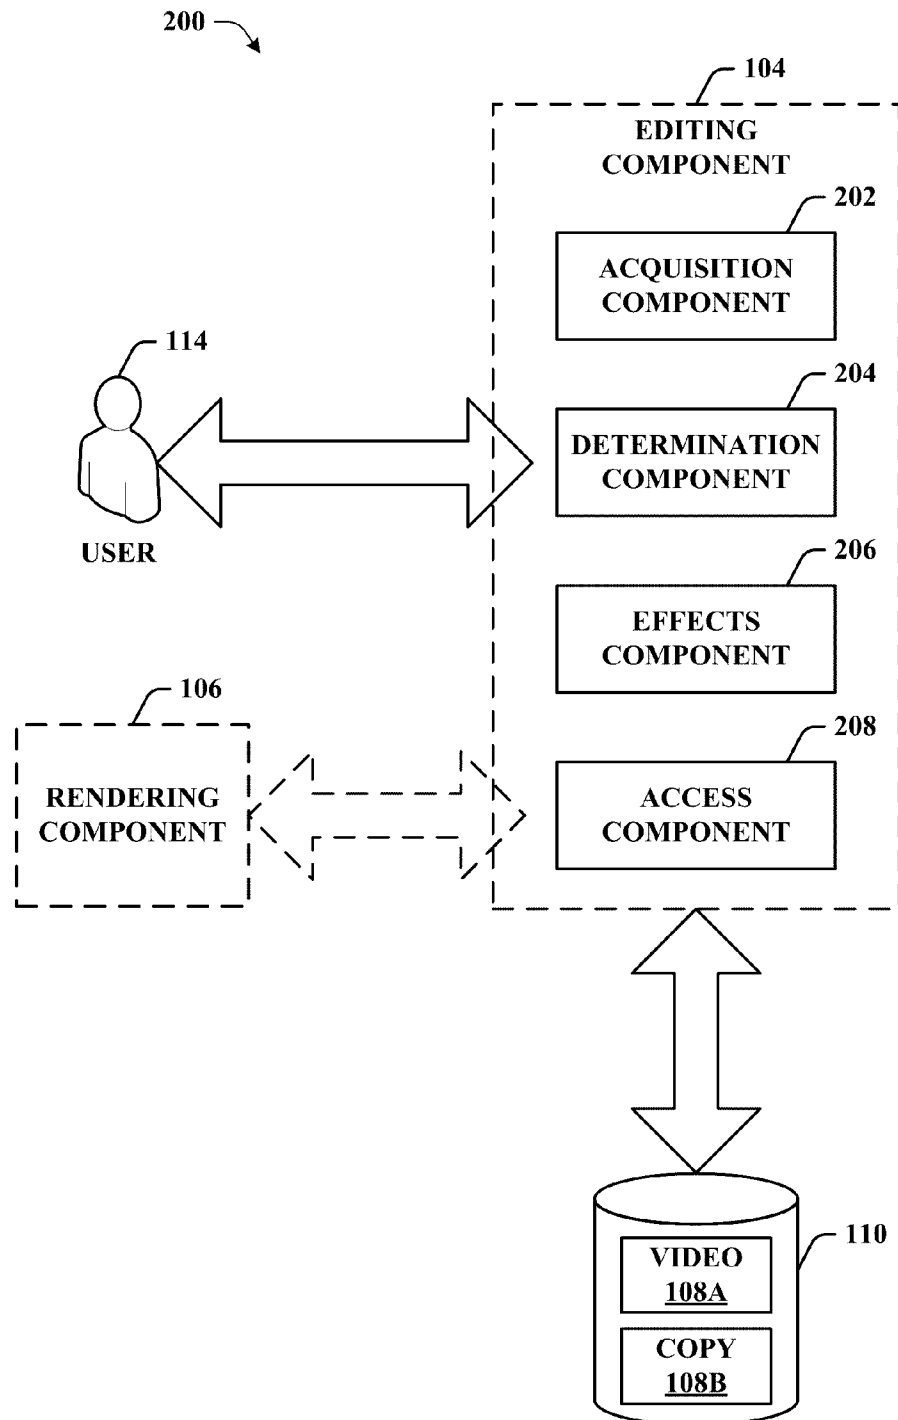 200
104
EDITING
COMPONENT
202
ACQUISITION
COMPONENT
114
204
DETERMINATION
COMPONENT
USER
206
EFFECTS
COMPONENT
106
RENDERING
COMPONENT
208
ACCESS
COMPONENT
110
VIDEO
108A
COPY
108B